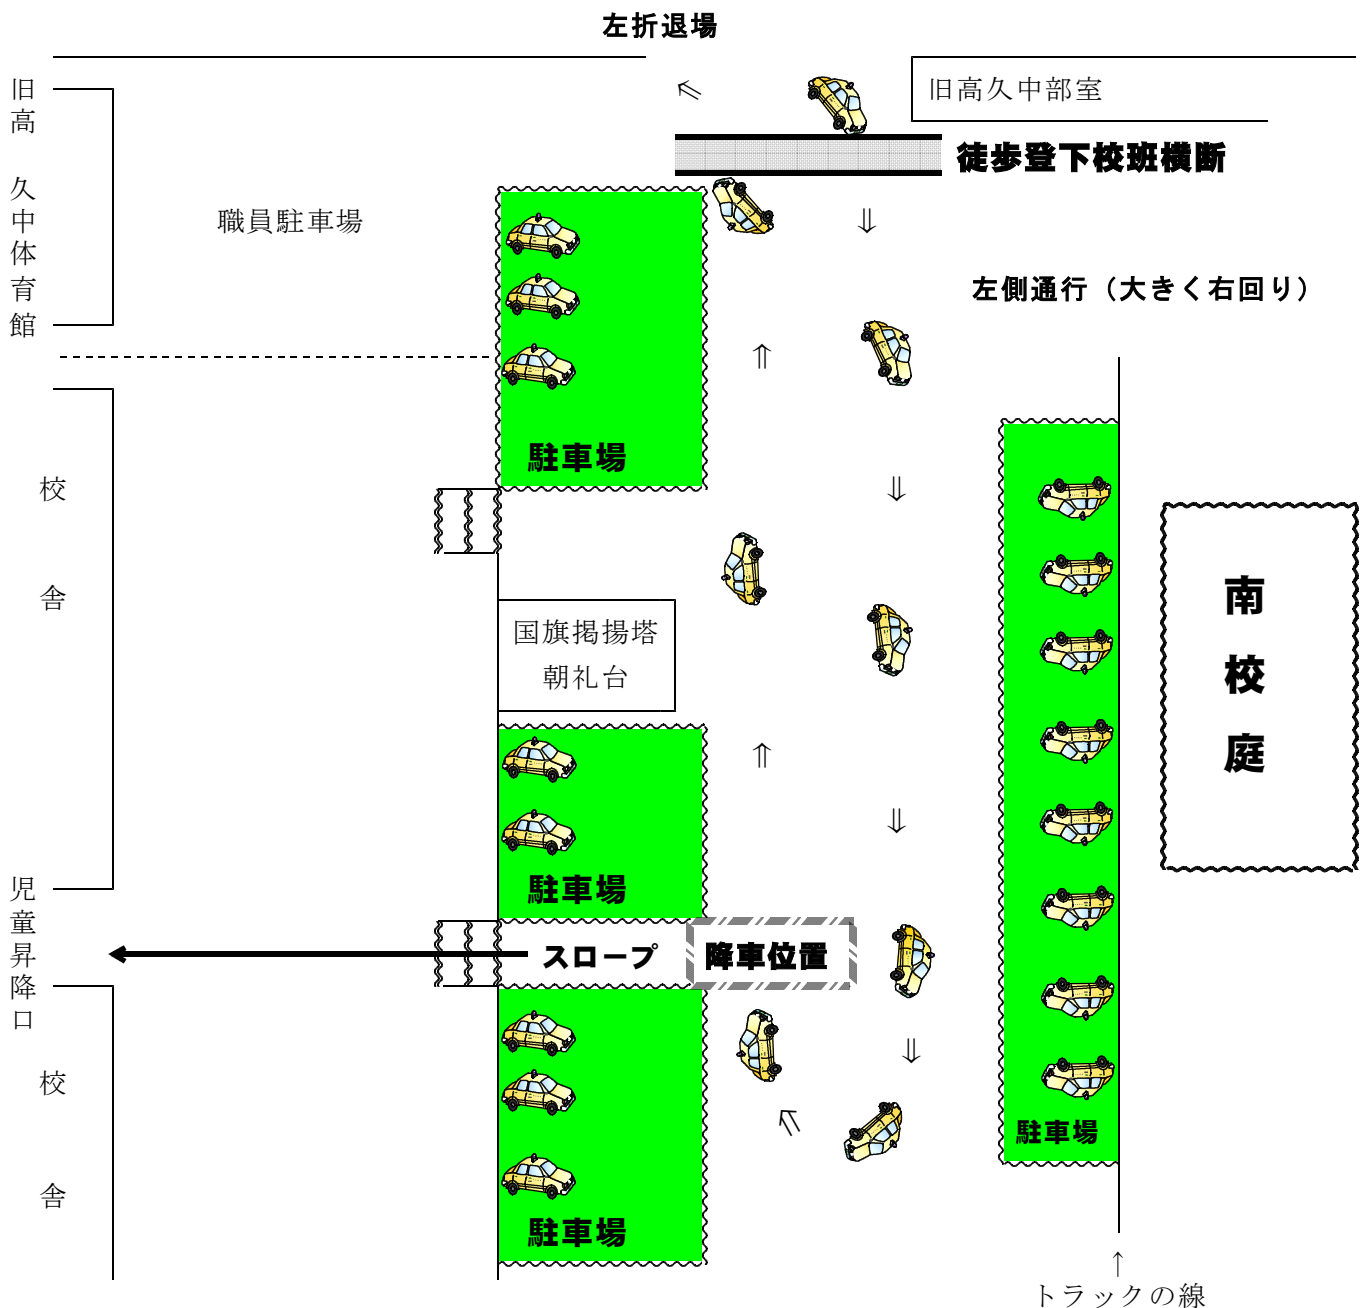 左折退場
旧高久中部室
徒歩登下校班横断
旧高久中体育館
職員駐車場
左側通行（大きく右回り）
⇐
⇓
⇑
駐車場
校舎
⇓
国旗掲揚塔
朝礼台
南校庭
⇑
⇓
駐車場
児童昇降口
スロープ
降車位置
⇓
校舎
⇖
駐車場
駐車場
↑
トラックの線